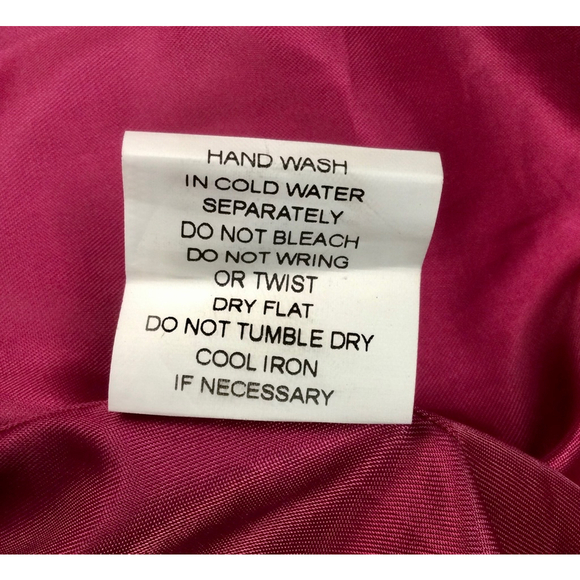 HAND WASH
IN COLD WATER
SEPARATELY
DO NOT BLEACH
DO NOT WRING
OR TWIST
DRY FLAT
DO NOT TUMBLE DRY
COOL IRON
IF NECESSARY